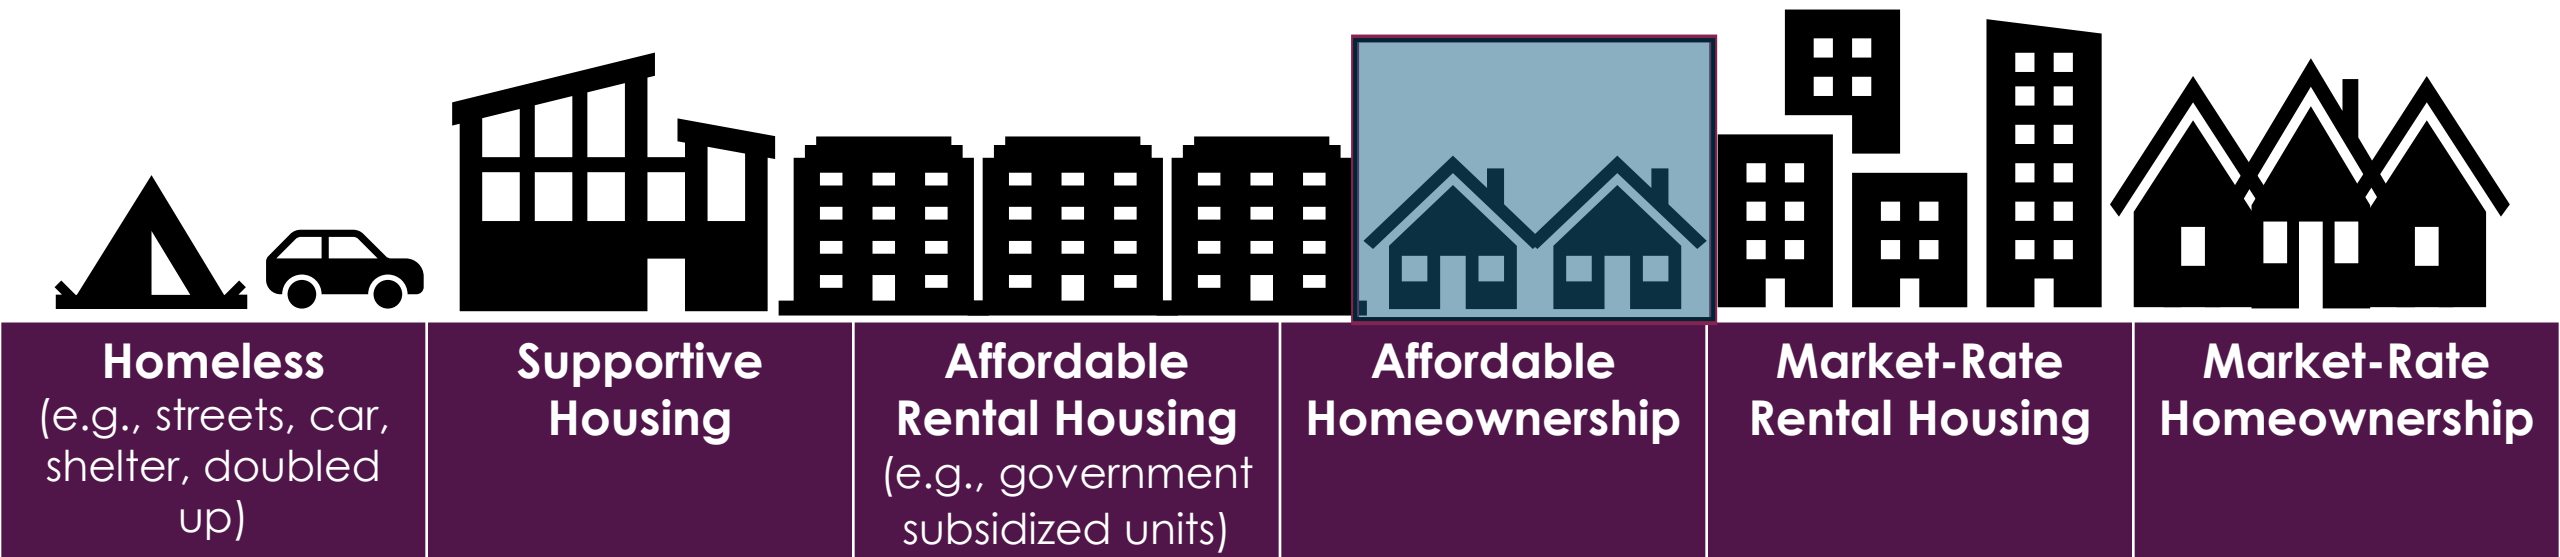 Homeless
(e.g., streets, car,
shelter, doubled
up)
Supportive
Housing
Affordable
Rental Housing
(e.g., government
subsidized units)
Affordable
Homeownership
Market-Rate
Rental Housing
Market-Rate
Homeownership